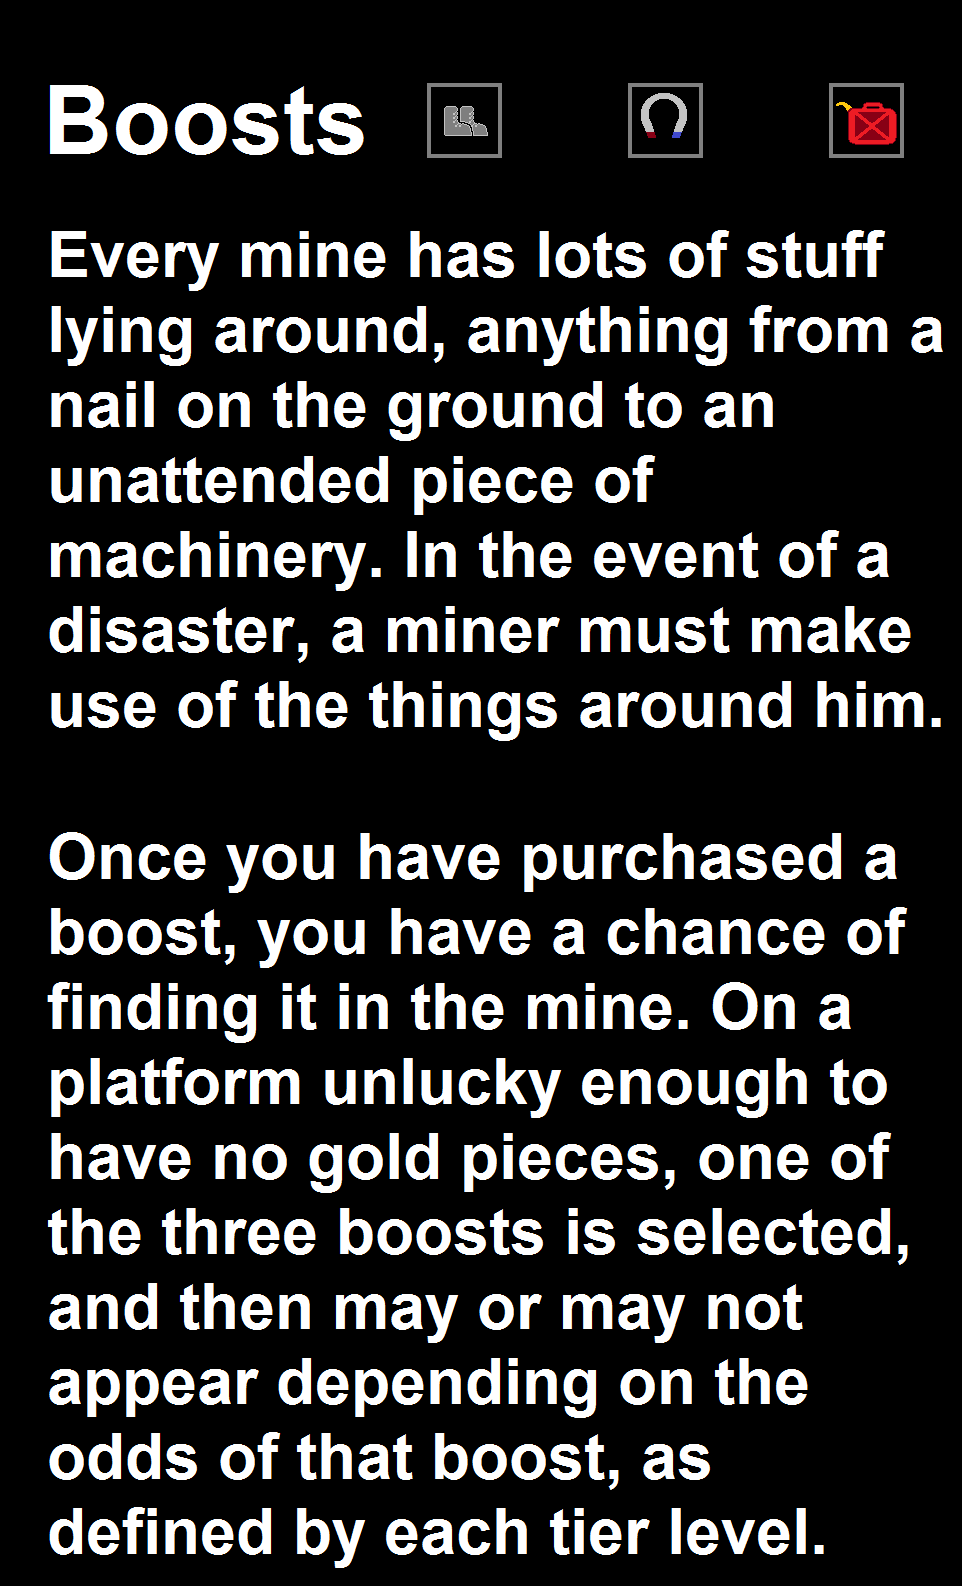 Boosts
Every mine has lots of stuff
lying around, anything from a
nail on the ground to an
unattended piece of
machinery. In the event of a
disaster, a miner must make
use of the things around him.
Once you have purchased a
boost, you have a chance of
finding it in the mine. On a
platform unlucky enough to
have no gold pieces, one of
the three boosts is selected,
and then may or may not
appear depending on the
odds of that boost, as
defined by each tier level.